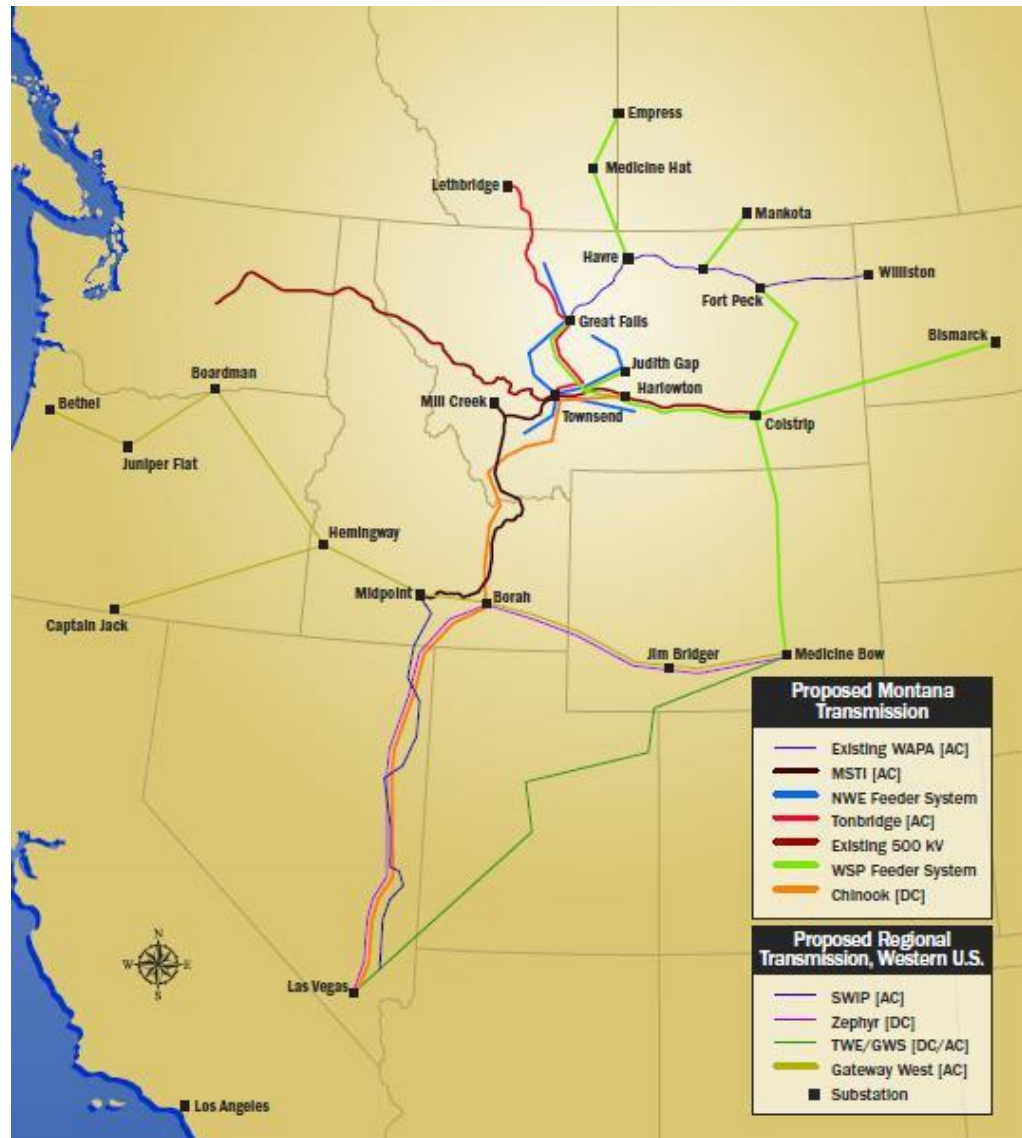 Empress
Medicine Hat
Lethbridge
Mankota
Havre
Williston
Fort Peck
Great Falls
Bismarck
Judith Gap
Boardman
Harlowton
Mill Creek
Bethel
Townsend
Colstrip
Juniper Flat
Hemingway
Midpoint
Borah
Captain Jack
Jim Bridger
Medicine Bow
Proposed Montana
Transmission
Existing WAPA [AC]
MSTI [AC]
NWE Feeder System
Tonbridge [AC]
Existing 500 kV
WSP Feeder System
Chinook [DC]
Proposed Regional
Transmission, Western U.S.
SWIP [AC]
Zephyr [DC]
TWE/GWS [DC/AC]
Gateway West [AC]
Substation
N
W E
S
Las Vegas
Los Angeles